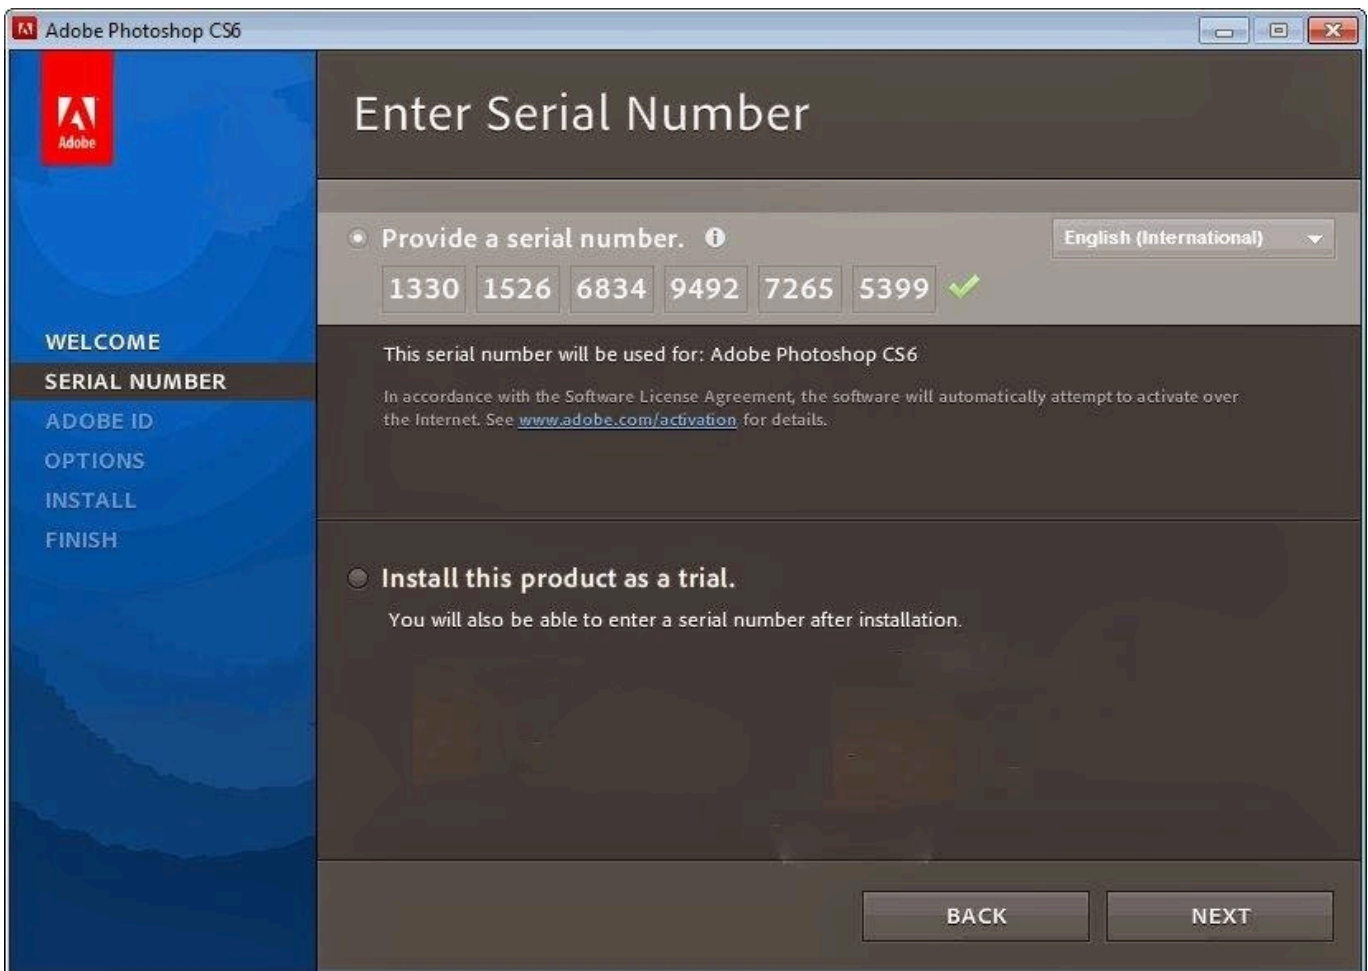 Adobe Photoshop CS6
Adobe
Enter Serial Number
Provide a serial number.
English (International)
1330 1526 6834 9492 7265 5399
WELCOME
SERIAL NUMBER
ADOBE ID
OPTIONS
INSTALL
FINISH
This serial number will be used for: Adobe Photoshop CS6
In accordance with the Software License Agreement, the software will automatically attempt to activate over
the Internet. See www.adobe.com/activation for details.
Install this product as a trial.
You will also be able to enter a serial number after installation.
BACK
NEXT